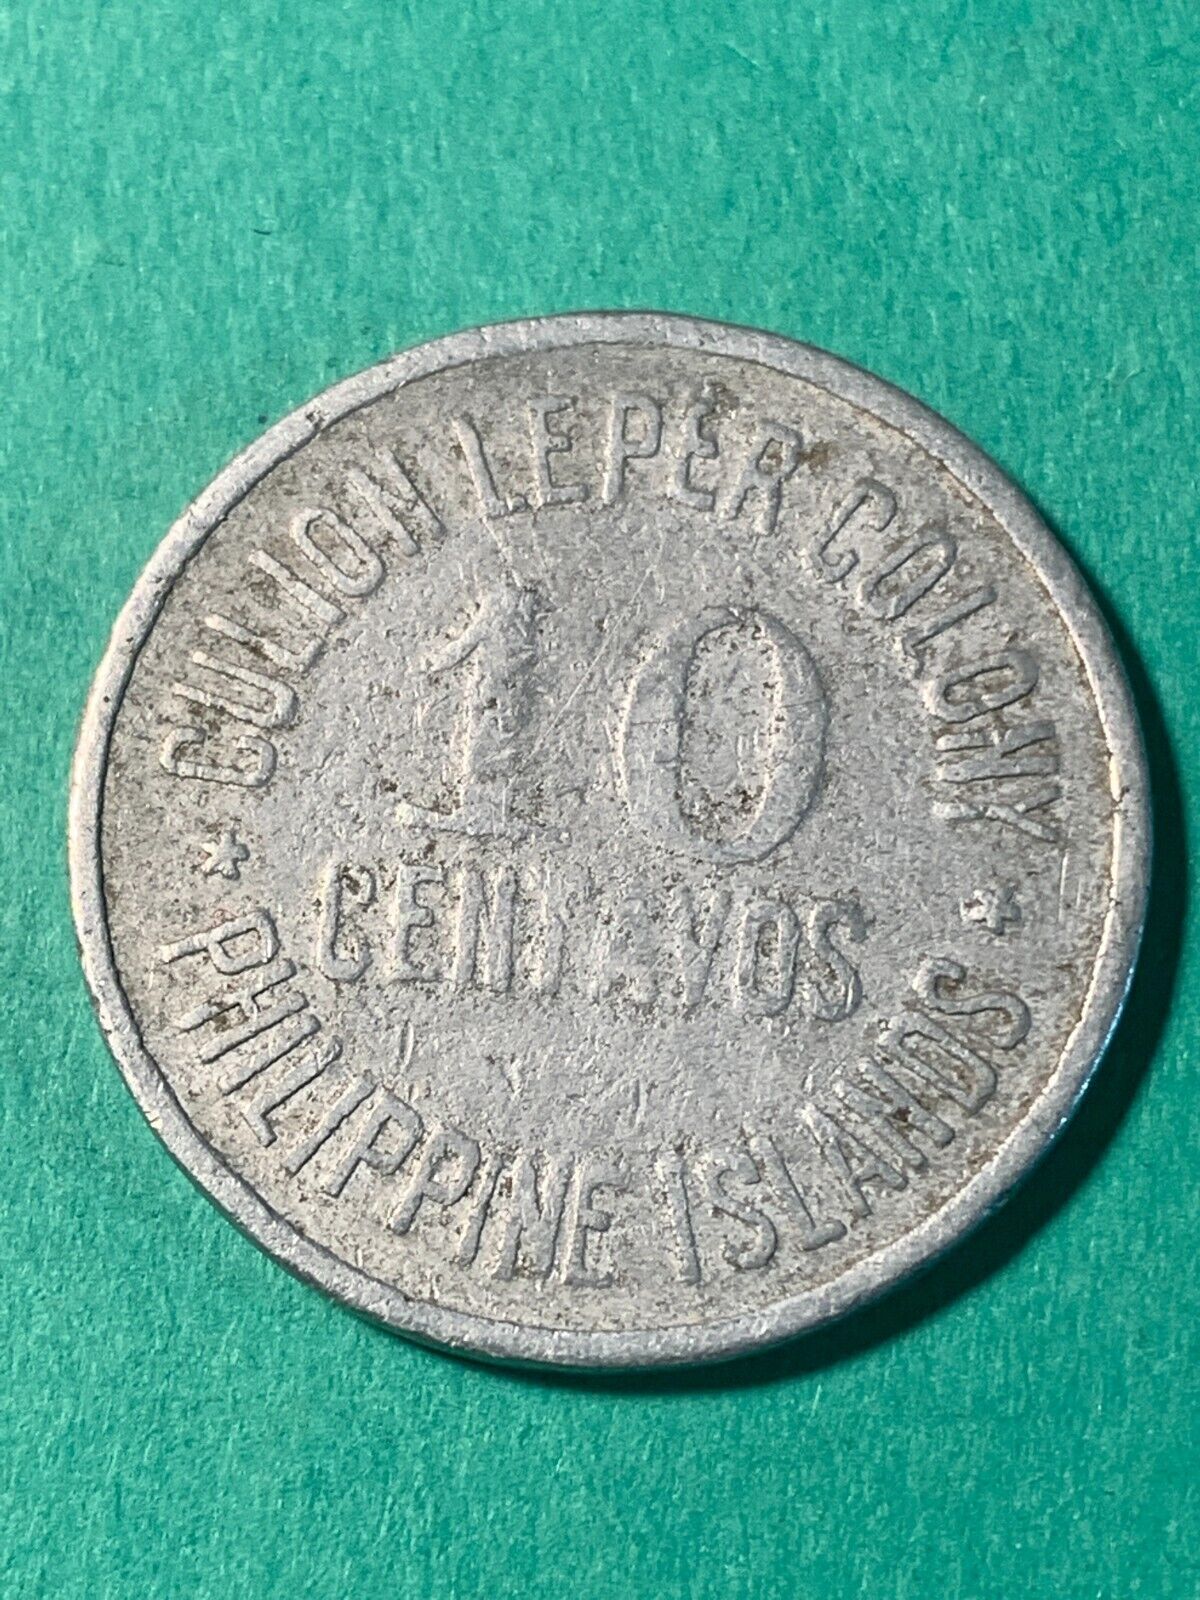 CULION LEPER COLONY
10
CENTAVOS
PHILIPPINE ISLANDS